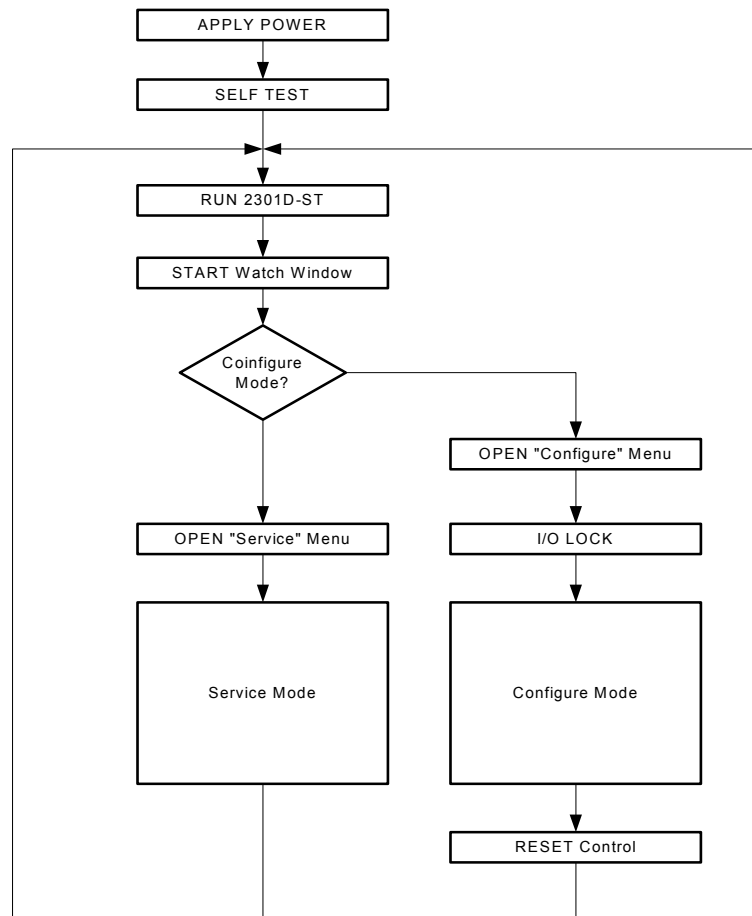 APPLY POWER
SELF TEST
RUN 2301D-ST
START Watch Window
Coinfigure
Mode?
OPEN "Configure" Menu
OPEN "Service" Menu
I/O LOCK
Service Mode
Configure Mode
RESET Control